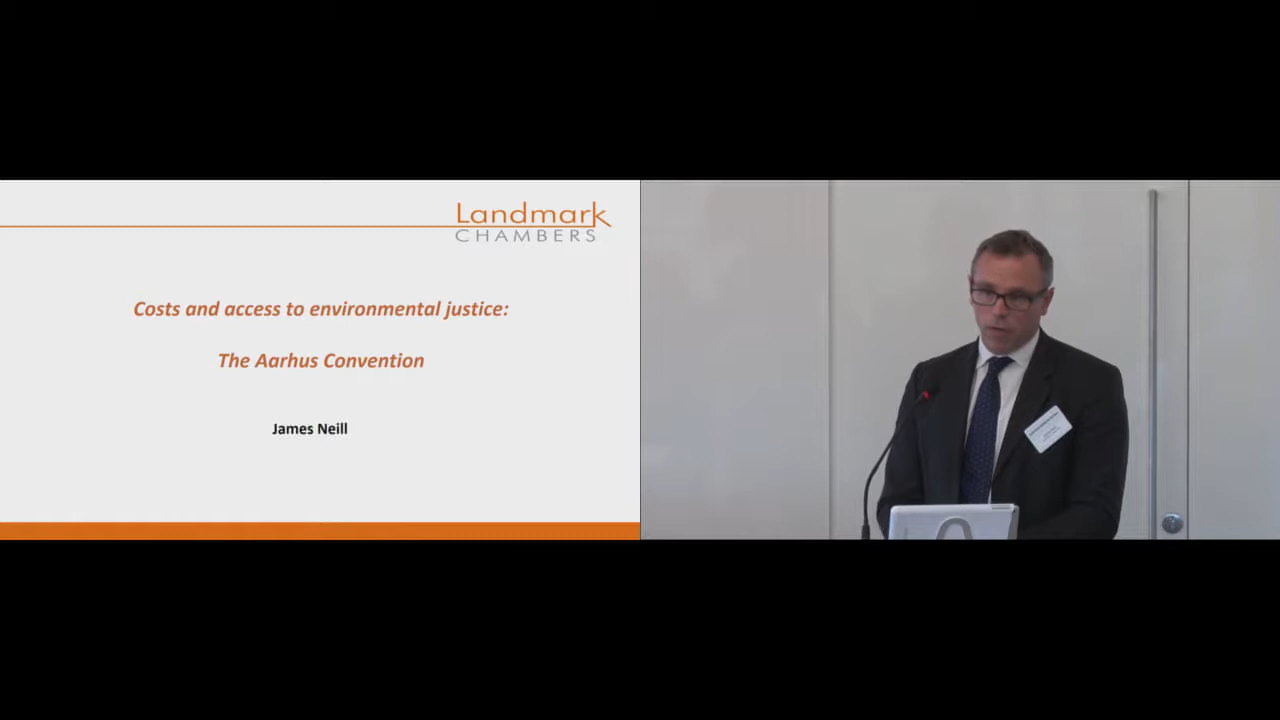 Landmark
CHAMBERS
Costs and access to environmental justice:
The Aarhus Convention
James Neill